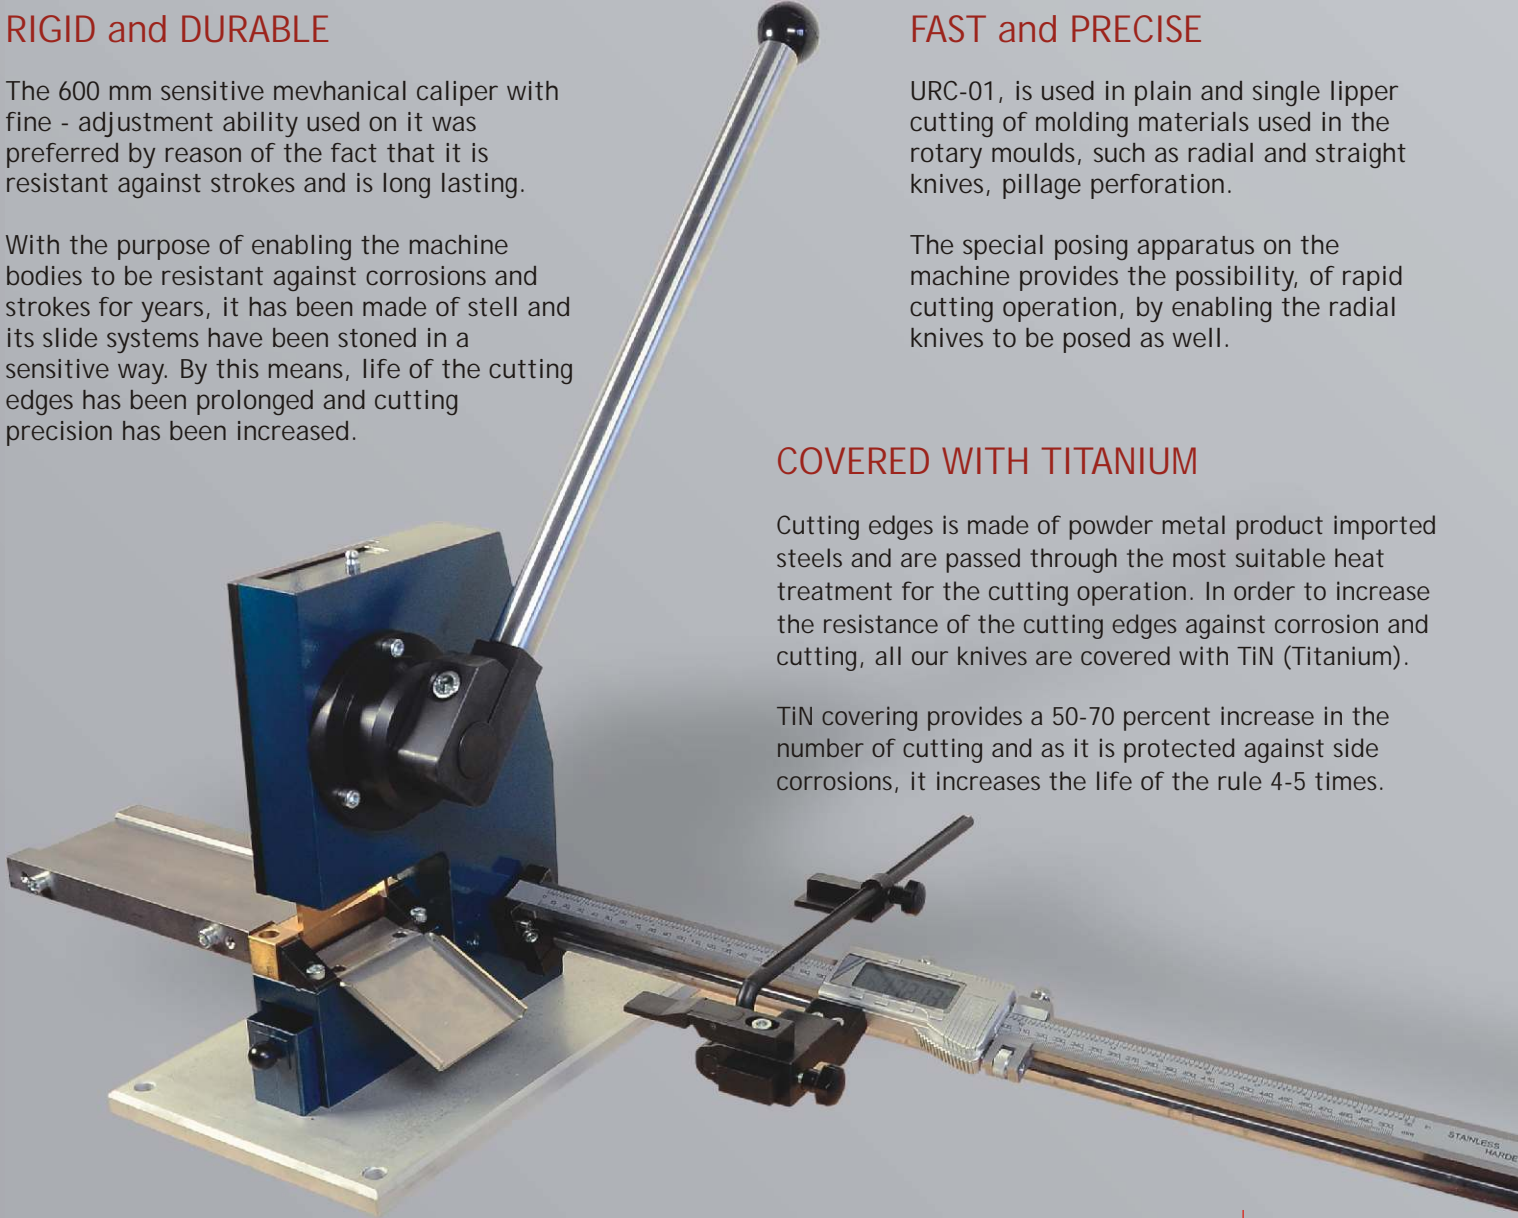 RIGID and DURABLE
The 600 mm sensitive mevhanical caliper with
fine - adjustment ability used on it was
preferred by reason of the fact that it is
resistant against strokes and is long lasting.
With the purpose of enabling the machine
bodies to be resistant against corrosions and
strokes for years, it has been made of stell and
its slide systems have been stoned in a
sensitive way. By this means, life of the cutting
edges has been prolonged and cutting
precision has been increased.
FAST and PRECISE
URC-01, is used in plain and single lipper
cutting of molding materials used in the
rotary moulds, such as radial and straight
knives, pillage perforation.
The special posing apparatus on the
machine provides the possibility, of rapid
cutting operation, by enabling the radial
knives to be posed as well.
COVERED WITH TITANIUM
Cutting edges is made of powder metal product imported
steels and are passed through the most suitable heat
treatment for the cutting operation. In order to increase
the resistance of the cutting edges against corrosion and
cutting, all our knives are covered with TiN (Titanium).
TiN covering provides a 50-70 percent increase in the
number of cutting and as it is protected against side
corrosions, it increases the life of the rule 4-5 times.
STAINLESS